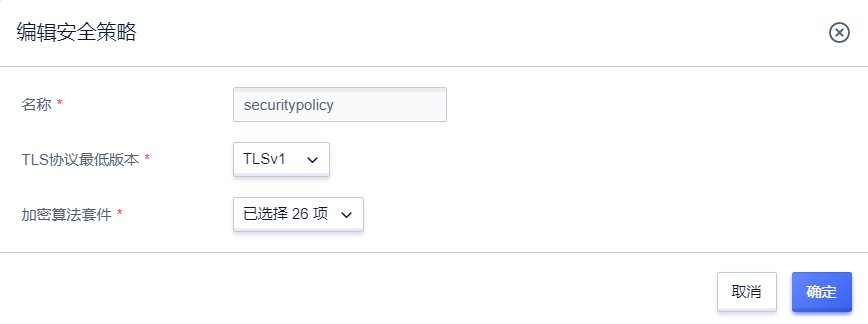 编辑安全策略
名称 *
securitypolicy
TLS协议最低版本 *
TLSv1
加密算法套件 *
已选择 26 项
取消
确定